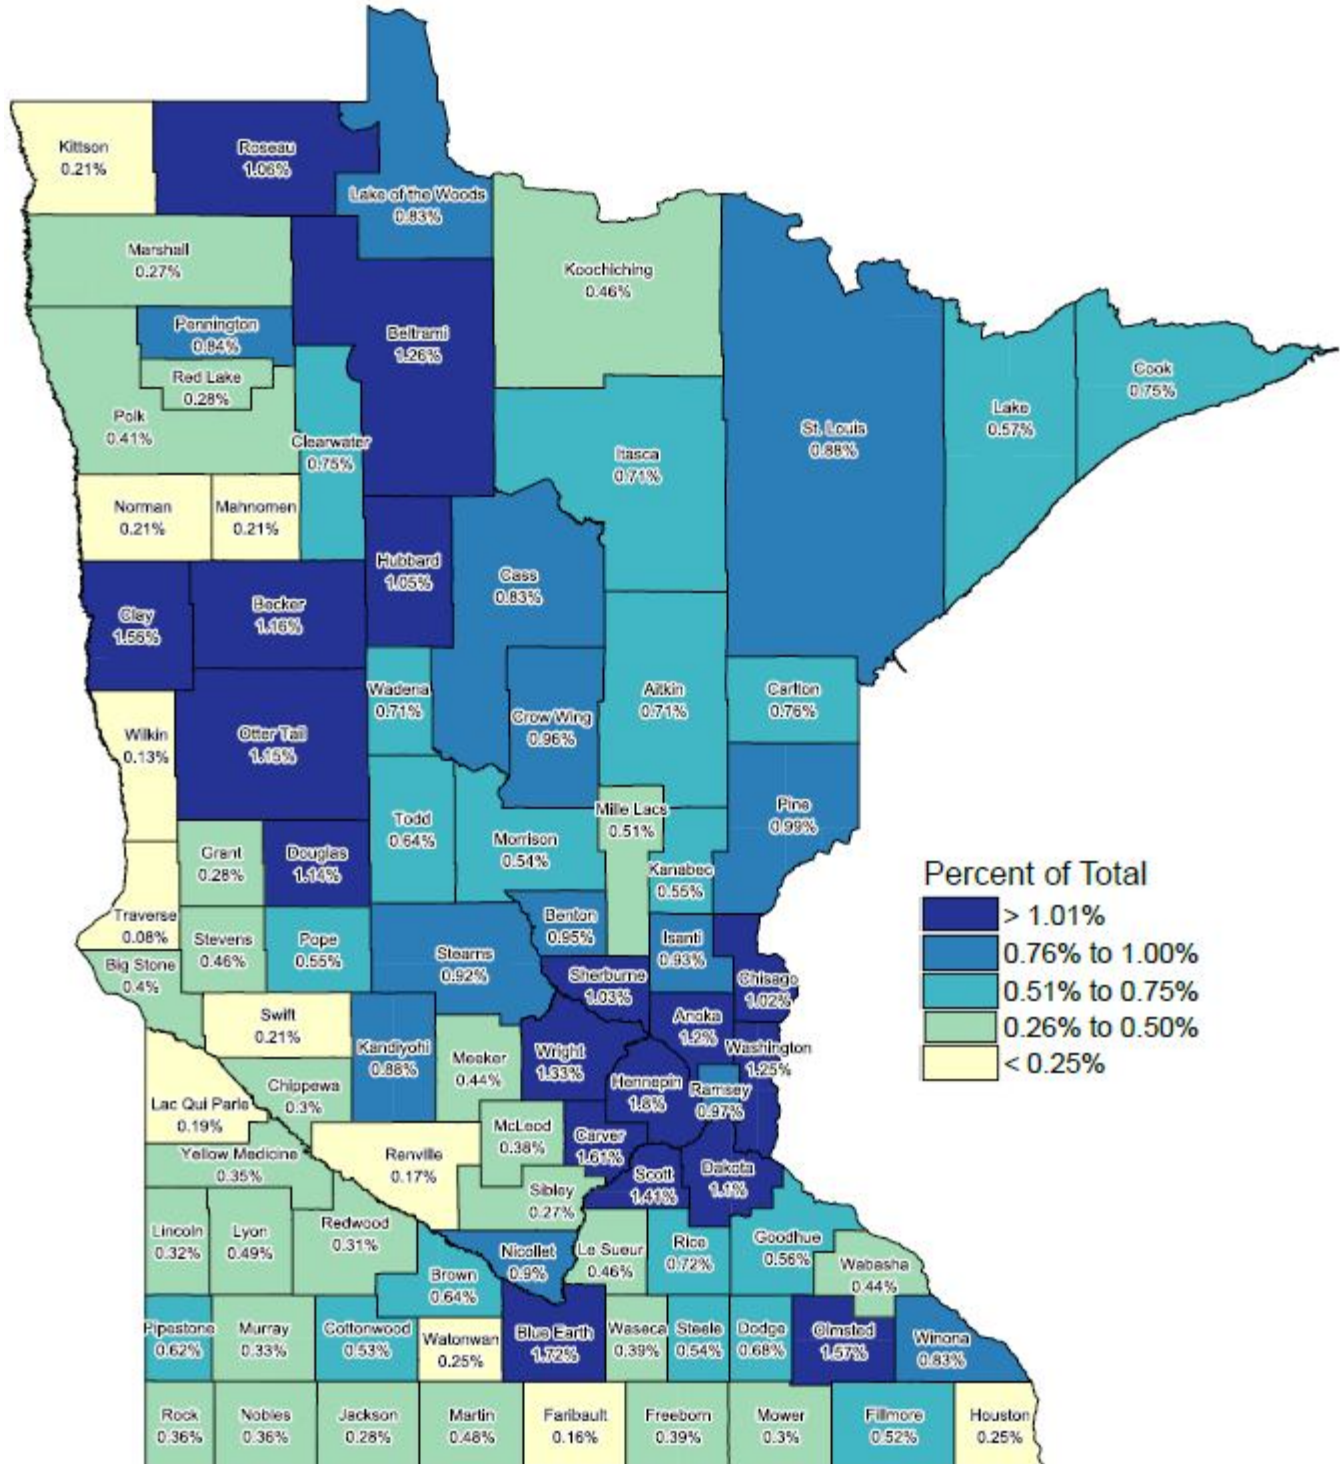 Kittson
0.21%
Roseau
1.06%
Lake of the Woods
0.83%
Marshall
0.27%
Koochiching
0.46%
Pennington
0.84%
Beltrami
1.26%
Red Lake
0.28%
Polk
0.41%
Clearwater
0.75%
Itasca
0.71%
St. Louis
0.88%
Lake
0.57%
Cook
0.75%
Norman
0.21%
Mahnomen
0.21%
Hubbard
1.05%
Cass
0.83%
Clay
1.56%
Becker
1.16%
Wadena
0.71%
Crow Wing
0.96%
Aitkin
0.71%
Carlton
0.76%
Wilkin
0.13%
Otter Tail
1.15%
Todd
0.64%
Morrison
0.54%
Mille Lacs
0.51%
Pine
0.99%
Kanabec
0.55%
Grant
0.28%
Douglas
1.14%
Traverse
0.08%
Stevens
0.46%
Pope
0.55%
Stearns
0.92%
Benton
0.95%
Isanti
0.93%
Big Stone
0.4%
Sherburne
1.03%
Chisago
1.02%
Swift
0.21%
Kandiyohi
0.88%
Meeker
0.44%
Wright
1.33%
Anoka
1.2%
Washington
1.25%
Hennepin
1.8%
Ramsey
0.97%
Chippewa
0.3%
Lac Qui Parle
0.19%
McLeod
0.38%
Carver
1.61%
Yellow Medicine
0.35%
Renville
0.17%
Scott
1.41%
Dakota
1.1%
Sibley
0.27%
Lincoln
0.32%
Lyon
0.49%
Redwood
0.31%
Nicollet
0.9%
Le Sueur
0.46%
Rice
0.72%
Goodhue
0.56%
Wabasha
0.44%
Brown
0.64%
Pipestone
0.62%
Murray
0.33%
Cottonwood
0.53%
Watonwan
0.25%
Blue Earth
1.72%
Waseca
0.39%
Steele
0.54%
Dodge
0.68%
Olmsted
1.57%
Winona
0.83%
Rock
0.36%
Nobles
0.36%
Jackson
0.28%
Martin
0.48%
Faribault
0.16%
Freeborn
0.39%
Mower
0.3%
Fillmore
0.52%
Houston
0.25%
Percent of Total
> 1.01%
0.76% to 1.00%
0.51% to 0.75%
0.26% to 0.50%
< 0.25%